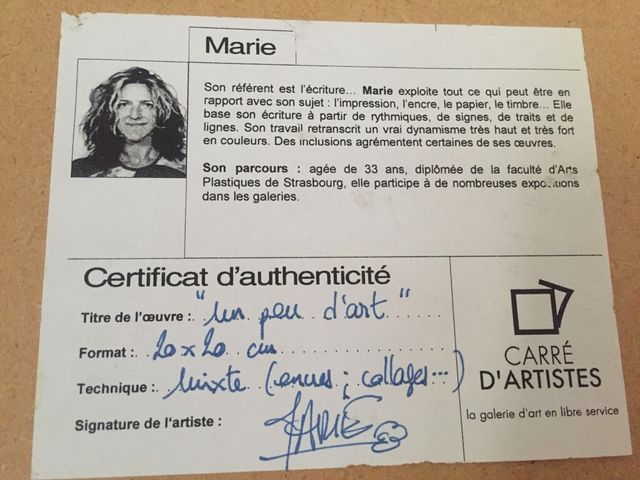 Marie
Son référent est l'écriture... Marie exploite tout ce qui peut être en
rapport avec son sujet : l'impression, l'encre, le papier, le timbre... Elle
base son écriture à partir de rythmiques, de signes, de traits et de
lignes. Son travail retranscrit un vrai dynamisme très haut et très fort
en couleurs. Des inclusions agrémentent certaines de ses œuvres.
Son parcours : agée de 33 ans, diplômée de la faculté d'Arts
Plastiques de Strasbourg, elle participe à de nombreuses expositions
dans les galeries.
Certificat d'authenticité
Titre de l'œuvre : "Un peu d'art"
Format : 20x20 cm
Technique : Mixte (encres ; collages...)
Signature de l'artiste : MARIE
CARRÉ
D'ARTISTES
la galerie d'art en libre service